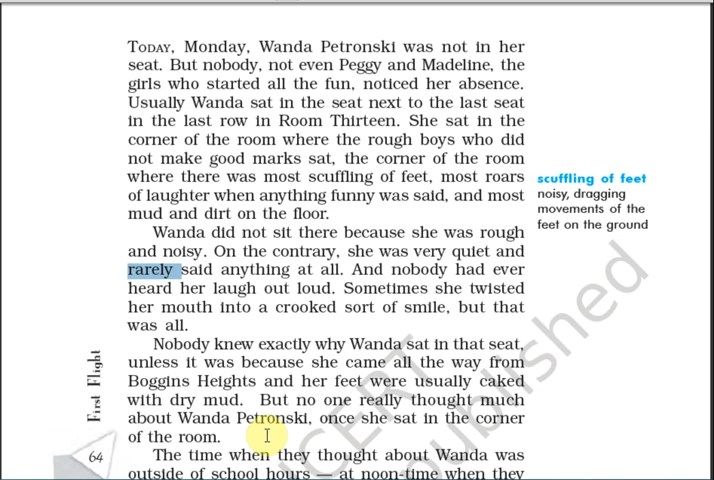 TODAY, Monday, Wanda Petronski was not in her
seat. But nobody, not even Peggy and Madeline, the
girls who started all the fun, noticed her absence.
Usually Wanda sat in the seat next to the last seat
in the last row in Room Thirteen. She sat in the
corner of the room where the rough boys who did
not make good marks sat, the corner of the room
where there was most scuffling of feet, most roars
of laughter when anything funny was said, and most
mud and dirt on the floor.
Wanda did not sit there because she was rough
and noisy. On the contrary, she was very quiet and
rarely said anything at all. And nobody had ever
heard her laugh out loud. Sometimes she twisted
her mouth into a crooked sort of smile, but that
was all.
Nobody knew exactly why Wanda sat in that seat,
unless it was because she came all the way from
Boggins Heights and her feet were usually caked
with dry mud. But no one really thought much
about Wanda Petronski, once she sat in the corner
of the room.
The time when they thought about Wanda was
outside of school hours — at noon-time when they
scuffling of feet
noisy, dragging
movements of the
feet on the ground
First Flight
64
NCERT
published